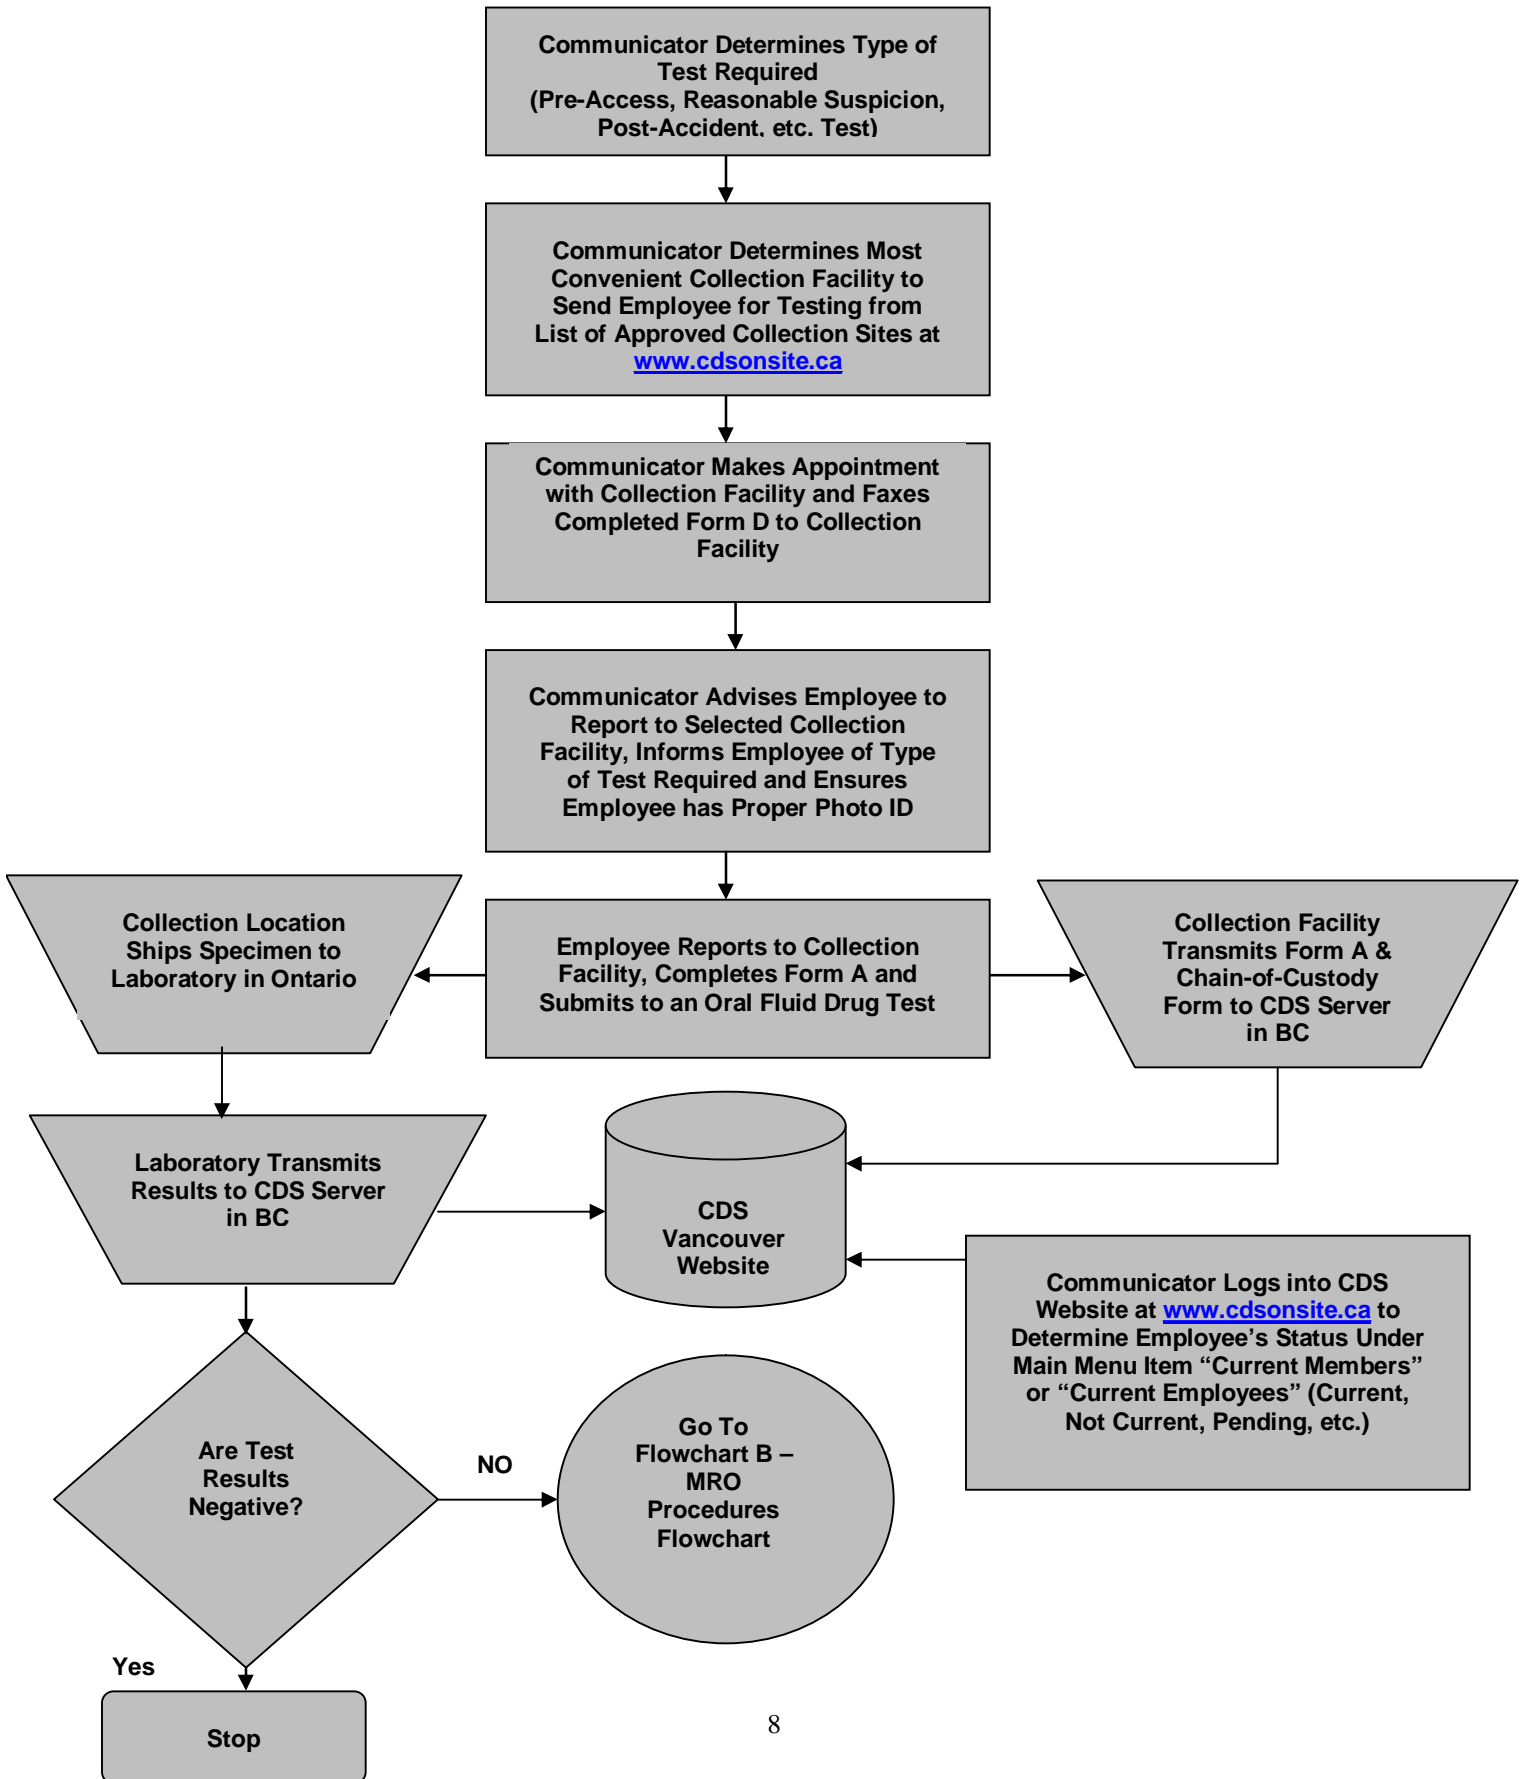 Communicator Determines Type of
Test Required
(Pre-Access, Reasonable Suspicion,
Post-Accident, etc. Test)
Communicator Determines Most
Convenient Collection Facility to
Send Employee for Testing from
List of Approved Collection Sites at
www.cdsonsite.ca
Communicator Makes Appointment
with Collection Facility and Faxes
Completed Form D to Collection
Facility
Communicator Advises Employee to
Report to Selected Collection
Facility, Informs Employee of Type
of Test Required and Ensures
Employee has Proper Photo ID
Collection Location
Ships Specimen to
Laboratory in Ontario
Employee Reports to Collection
Facility, Completes Form A and
Submits to an Oral Fluid Drug Test
Collection Facility
Transmits Form A &
Chain-of-Custody
Form to CDS Server
in BC
Laboratory Transmits
Results to CDS Server
in BC
CDS
Vancouver
Website
Communicator Logs into CDS
Website at www.cdsonsite.ca to
Determine Employee’s Status Under
Main Menu Item “Current Members”
or “Current Employees” (Current,
Not Current, Pending, etc.)
Are Test
Results
Negative?
NO
Go To
Flowchart B –
MRO
Procedures
Flowchart
Yes
Stop
8